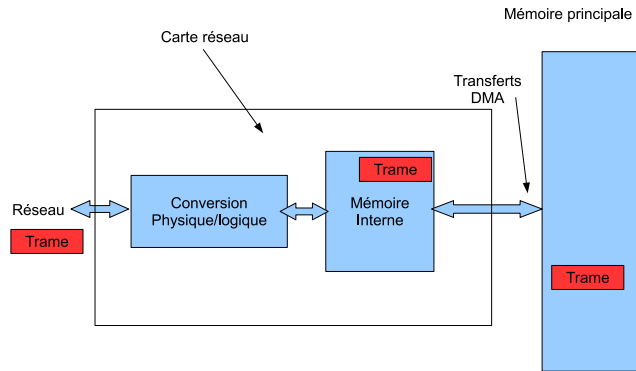 Mémoire principale
Carte réseau
Transferts
DMA
Trame
Conversion
Physique/logique
Mémoire
Interne
Réseau
Trame
Trame